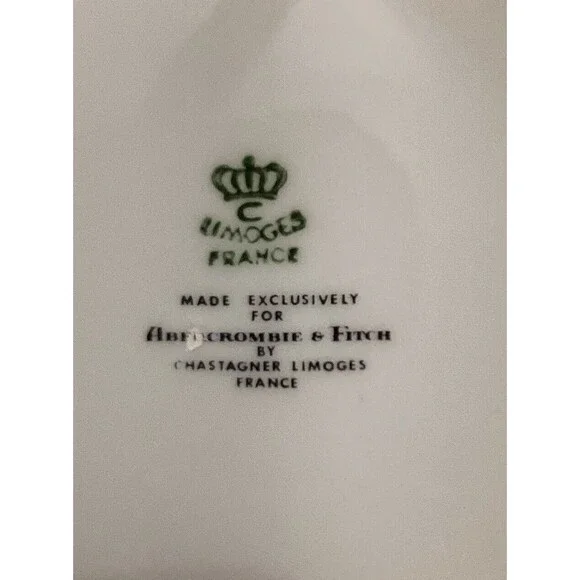 C
LIMOGES
FRANCE
MADE EXCLUSIVELY
FOR
ABERCROMBIE & FITCH
BY
CHASTAGNER LIMOGES
FRANCE